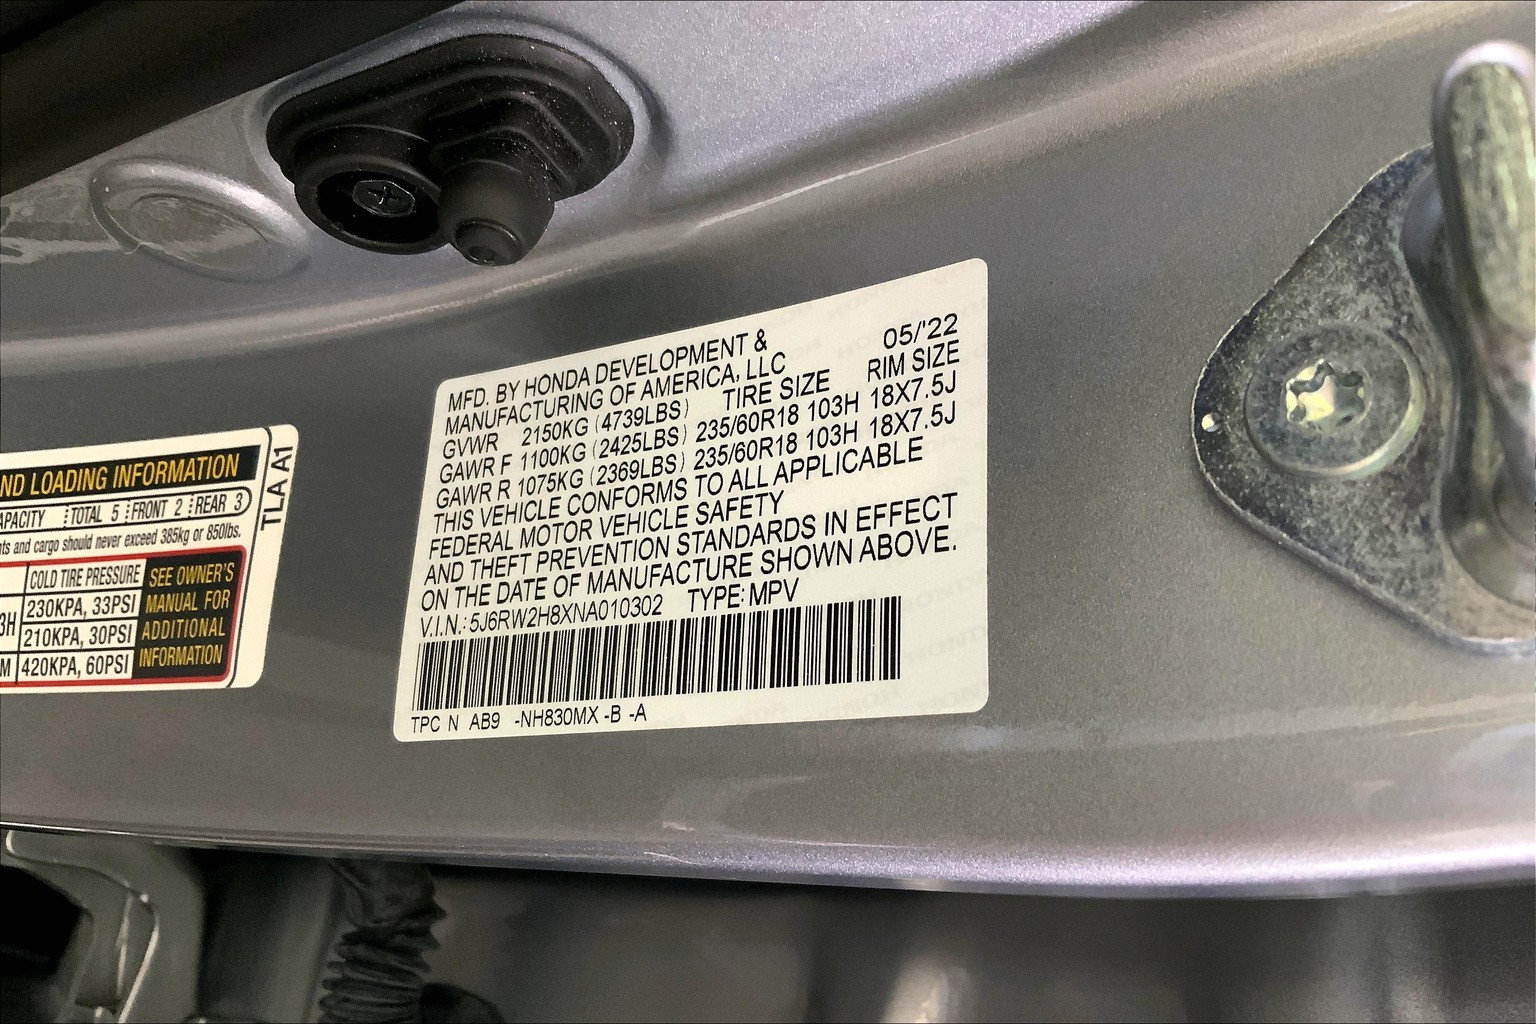 ND LOADING INFORMATION
APACITY TOTAL 5 FRONT 2 REAR 3
nts and cargo should never exceed 385kg or 850lbs.
COLD TIRE PRESSURE
3H 230KPA, 33PSI
210KPA, 30PSI
M 420KPA, 60PSI
SEE OWNER'S
MANUAL FOR
ADDITIONAL
INFORMATION
TLA A1
MFD. BY HONDA DEVELOPMENT & 05/'22
MANUFACTURING OF AMERICA, LLC RIM SIZE
GVWR 2150KG (4739LBS) TIRE SIZE
GAWR F 1100KG (2425LBS) 235/60R18 103H 18X7.5J
GAWR R 1075KG (2369LBS) 235/60R18 103H 18X7.5J
THIS VEHICLE CONFORMS TO ALL APPLICABLE
FEDERAL MOTOR VEHICLE SAFETY
AND THEFT PREVENTION STANDARDS IN EFFECT
ON THE DATE OF MANUFACTURE SHOWN ABOVE.
V.I.N.: 5J6RW2H8XNA010302 TYPE: MPV
TPC N AB9 -NH830MX -B -A